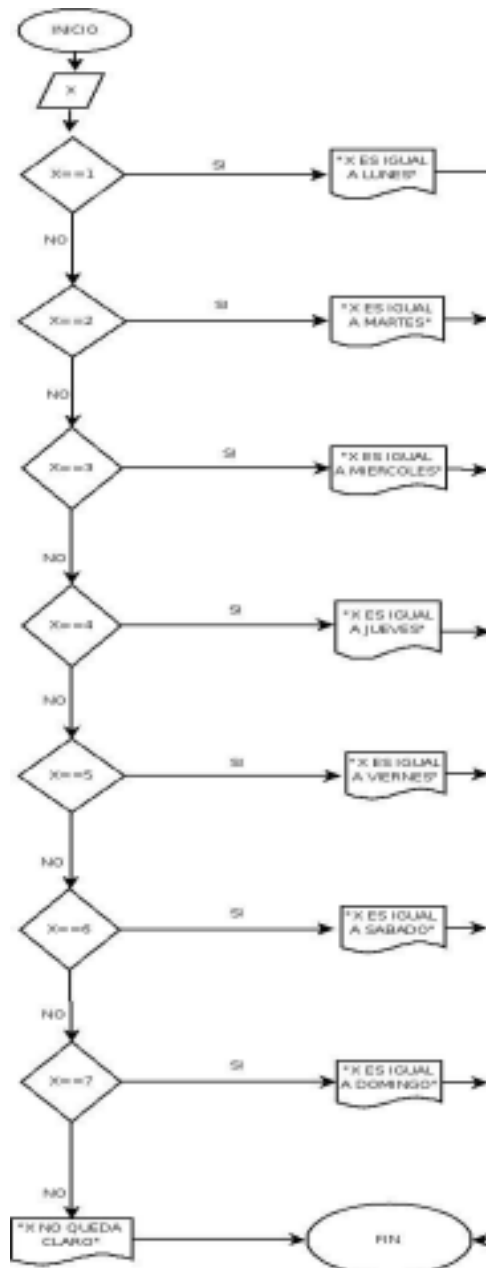 INICIO
X
X==1
SI
"X ES IGUAL
A LUNES"
NO
X==2
SI
"X ES IGUAL
A MARTES"
NO
X==3
SI
"X ES IGUAL
A MIERCOLES"
NO
X==4
SI
"X ES IGUAL
A JUEVES"
NO
X==5
SI
"X ES IGUAL
A VIERNES"
NO
X==6
SI
"X ES IGUAL
A SABADO"
NO
X==7
SI
"X ES IGUAL
A DOMINGO"
NO
"X NO QUEDA
CLARO"
FIN